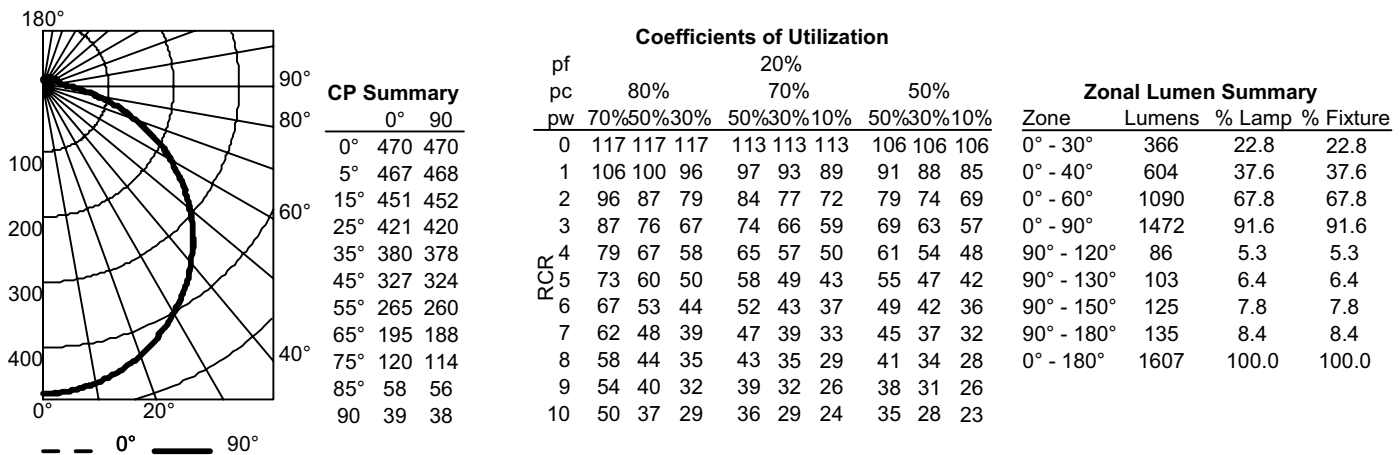 180°
90°
80°
60°
40°
100
200
300
400
0° 20°
0° 90°
CP Summary
0° 90
0° 470 470
5° 467 468
15° 451 452
25° 421 420
35° 380 378
45° 327 324
55° 265 260
65° 195 188
75° 120 114
85° 58 56
90 39 38
Coefficients of Utilization
pf 20%
pc 80% 70% 50%
pw 70%50%30% 50%30%10% 50%30%10%
RCR
0 117 117 117 113 113 113 106 106 106
1 106 100 96 97 93 89 91 88 85
2 96 87 79 84 77 72 79 74 69
3 87 76 67 74 66 59 69 63 57
4 79 67 58 65 57 50 61 54 48
5 73 60 50 58 49 43 55 47 42
6 67 53 44 52 43 37 49 42 36
7 62 48 39 47 39 33 45 37 32
8 58 44 35 43 35 29 41 34 28
9 54 40 32 39 32 26 38 31 26
10 50 37 29 36 29 24 35 28 23
Zonal Lumen Summary
Zone Lumens % Lamp % Fixture
0° - 30° 366 22.8 22.8
0° - 40° 604 37.6 37.6
0° - 60° 1090 67.8 67.8
0° - 90° 1472 91.6 91.6
90° - 120° 86 5.3 5.3
90° - 130° 103 6.4 6.4
90° - 150° 125 7.8 7.8
90° - 180° 135 8.4 8.4
0° - 180° 1607 100.0 100.0